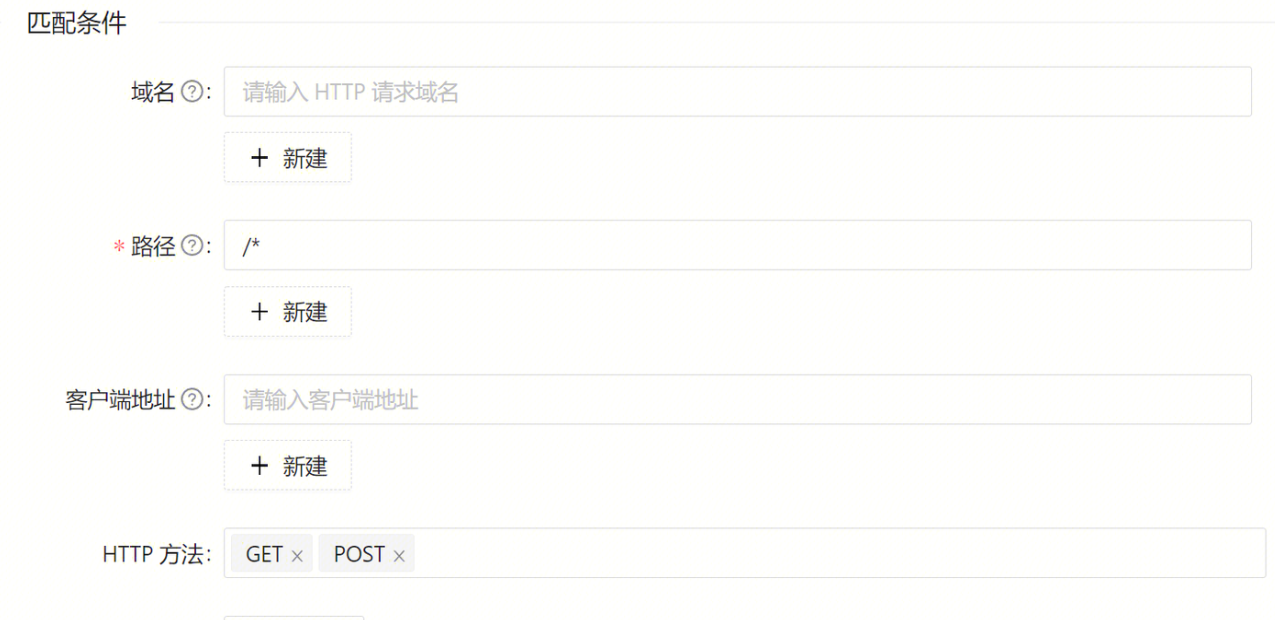 匹配条件
域名?: 请输入 HTTP 请求域名
+ 新建
* 路径?: /*
+ 新建
客户端地址?: 请输入客户端地址
+ 新建
HTTP 方法: GET × POST ×